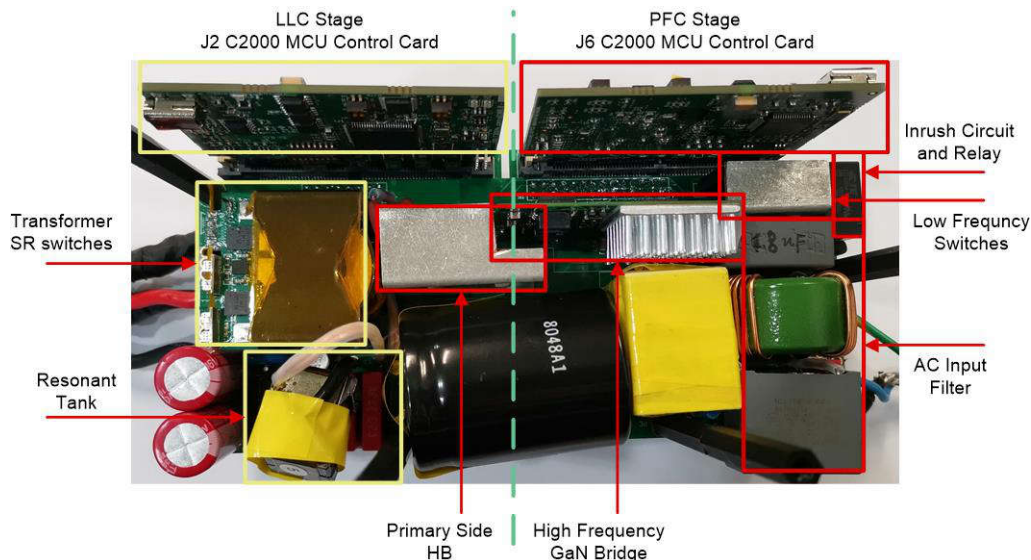 LLC Stage
J2 C2000 MCU Control Card
PFC Stage
J6 C2000 MCU Control Card
Inrush Circuit
and Relay
Transformer
SR switches
Low Frequncy
Switches
8048A1
Resonant
Tank
AC Input
Filter
Primary Side
HB
High Frequency
GaN Bridge